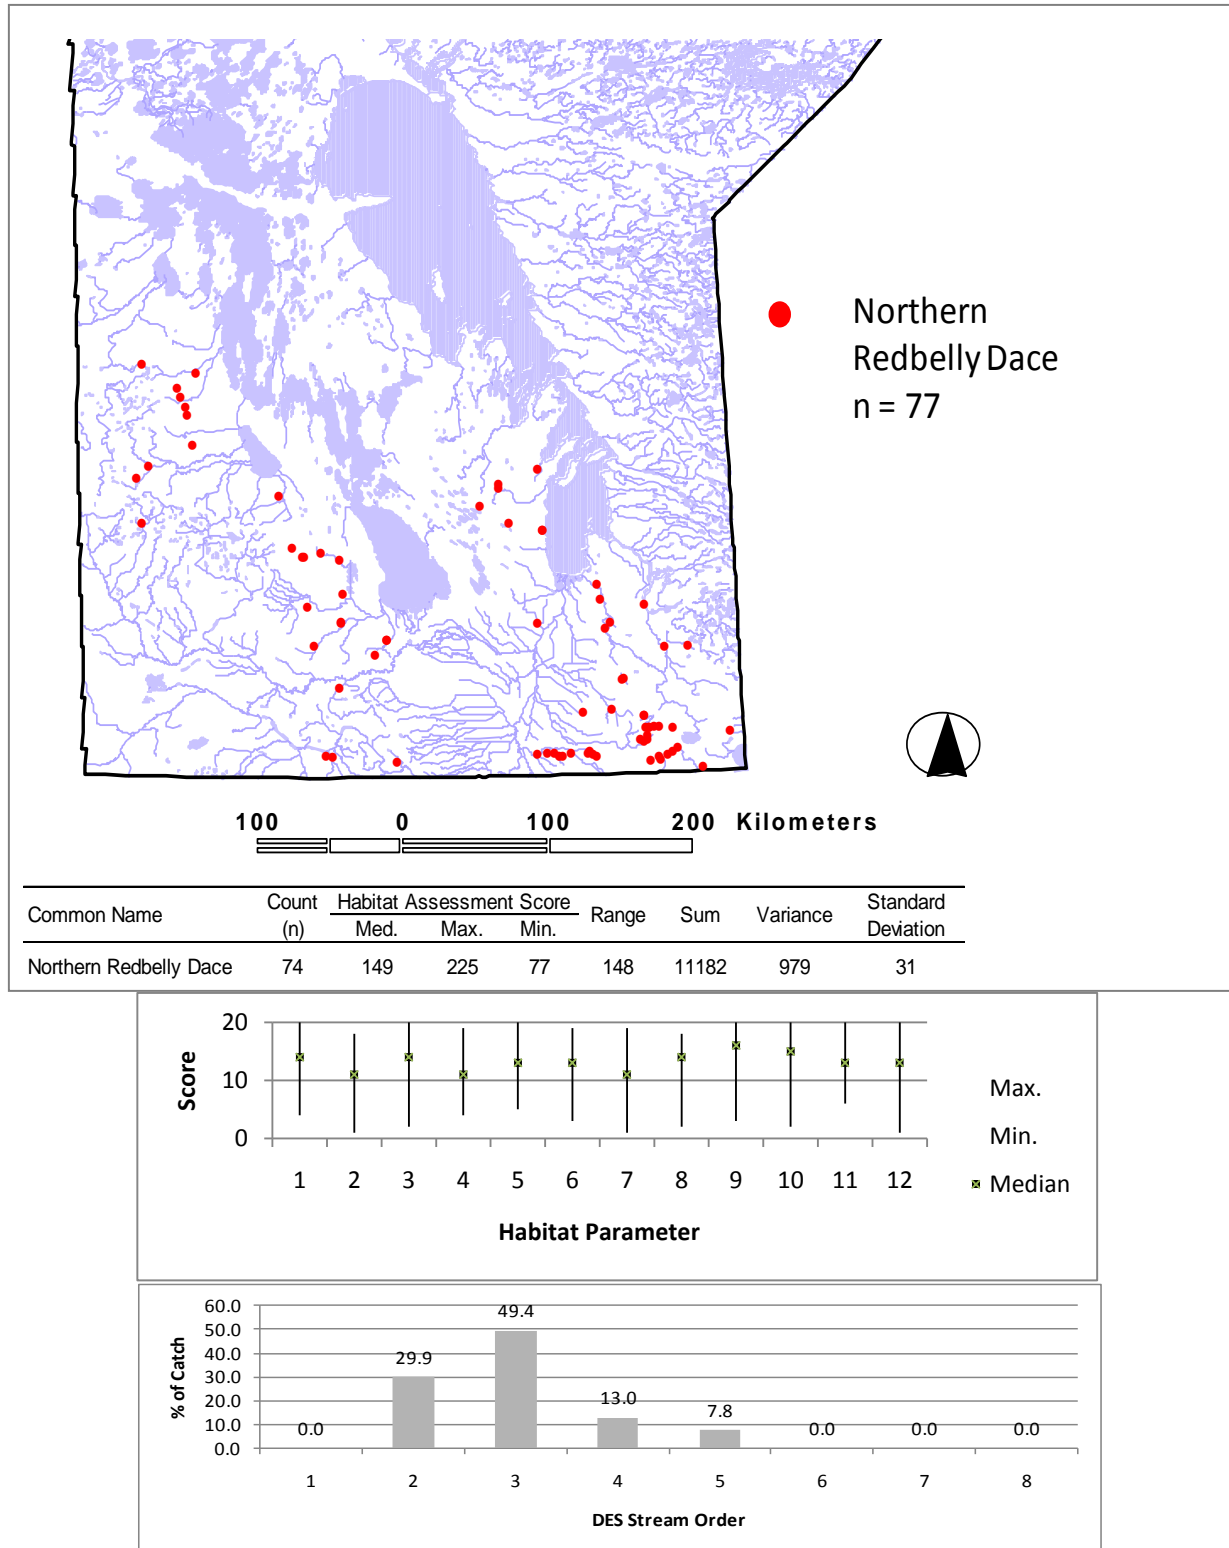 Northern
Redbelly Dace
n = 77
100 0 100 200 Kilometers
Common Name Count (n) Habitat Assessment Score Range Sum Variance Standard Deviation
Med. Max. Min.
Northern Redbelly Dace 74 149 225 77 148 11182 979 31
20
10
0
Score
1 2 3 4 5 6 7 8 9 10 11 12
Habitat Parameter
Max.
Min.
Median
60.0
50.0
40.0
30.0
20.0
10.0
0.0
% of Catch
0.0 29.9 49.4 13.0 7.8 0.0 0.0 0.0
1 2 3 4 5 6 7 8
DES Stream Order